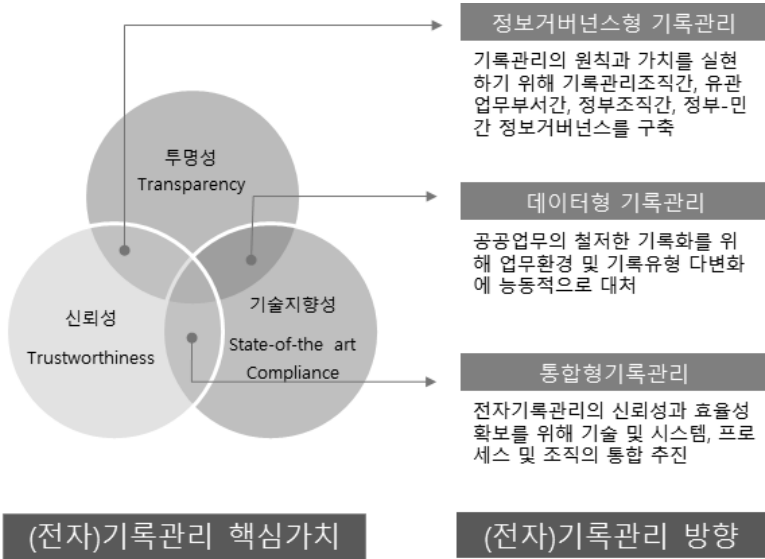 정보거버넌스형 기록관리
기록관리의 원칙과 가치를 실현
하기 위해 기록관리조직간, 유관
업무부서간, 정부조직간, 정부-민
간 정보거버넌스를 구축
투명성
Transparency
데이터형 기록관리
공공업무의 철저한 기록화를 위
해 업무환경 및 기록유형 다변화
에 능동적으로 대처
신뢰성
Trustworthiness
기술지향성
State-of-the art
Compliance
통합형기록관리
전자기록관리의 신뢰성과 효율성
확보를 위해 기술 및 시스템, 프로
세스 및 조직의 통합 추진
(전자)기록관리 핵심가치
(전자)기록관리 방향